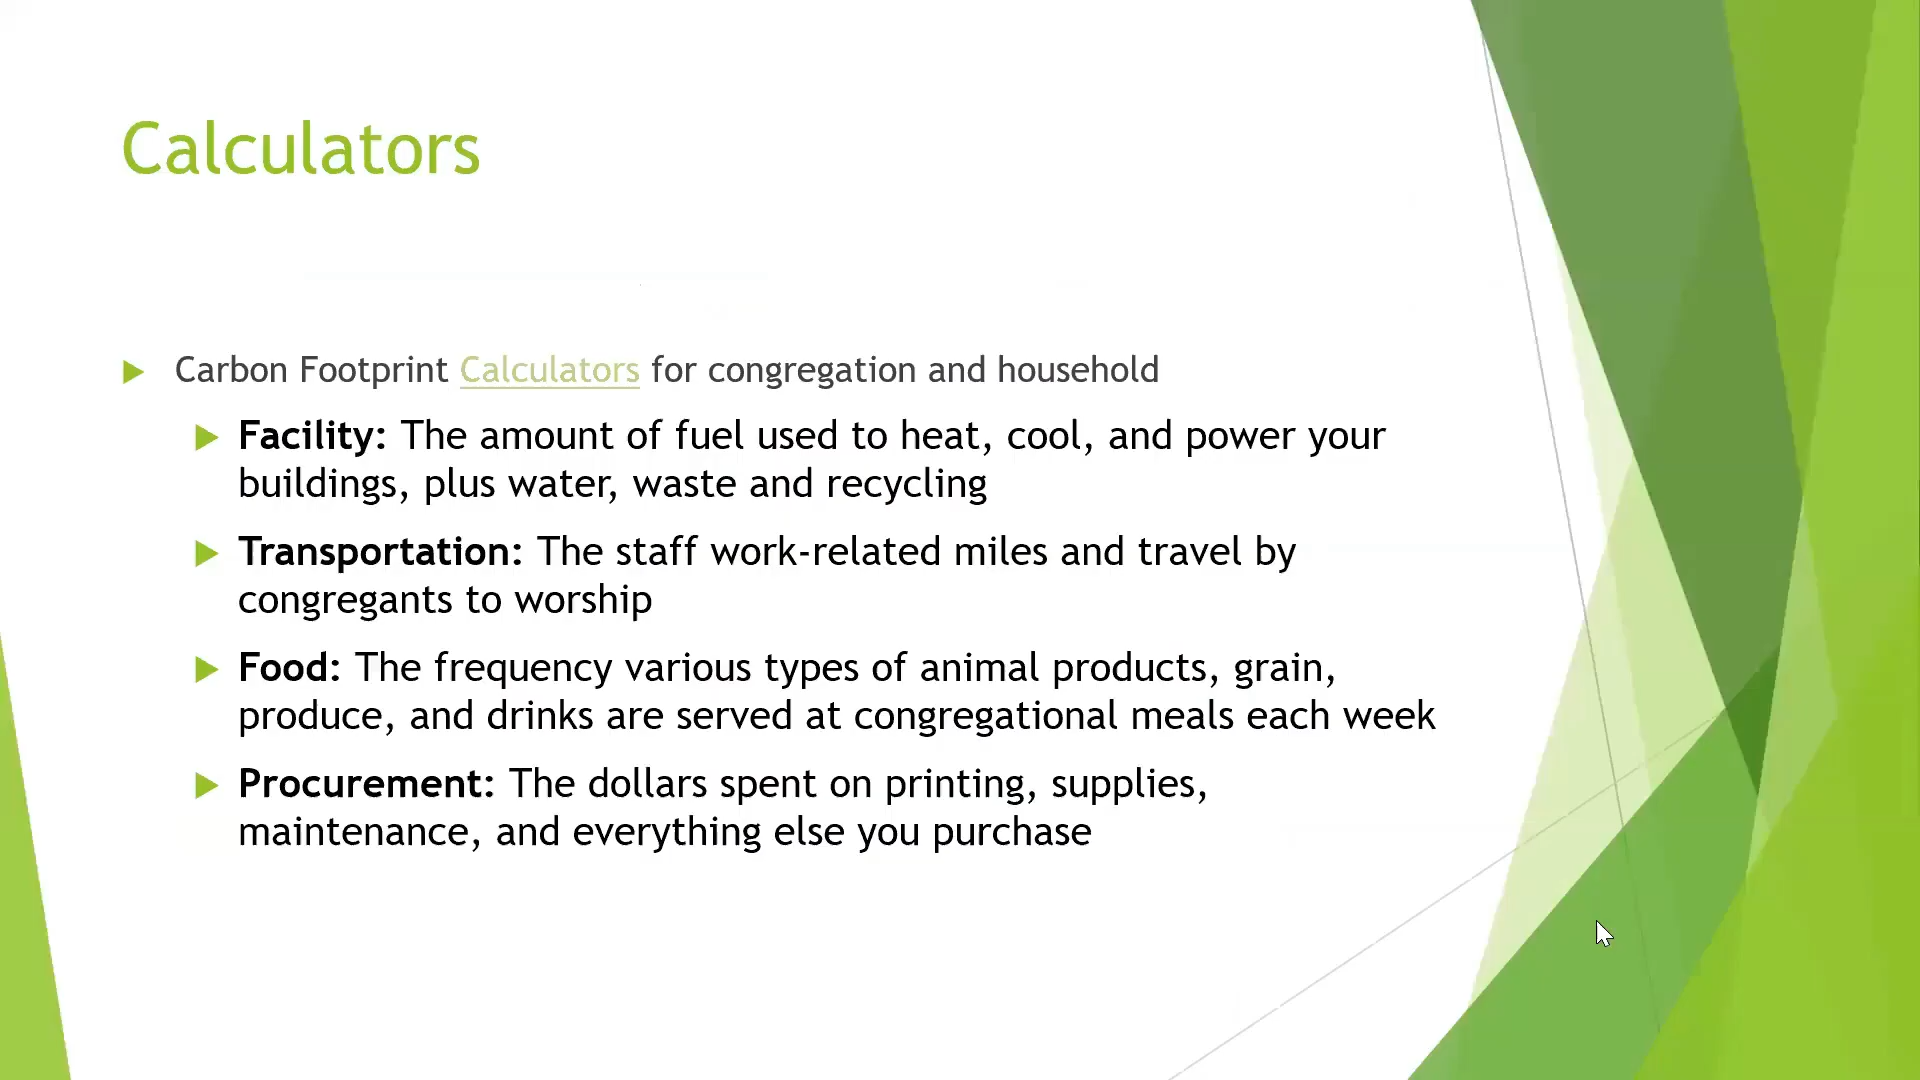 Calculators
Carbon Footprint Calculators for congregation and household
Facility: The amount of fuel used to heat, cool, and power your
buildings, plus water, waste and recycling
Transportation: The staff work-related miles and travel by
congregants to worship
Food: The frequency various types of animal products, grain,
produce, and drinks are served at congregational meals each week
Procurement: The dollars spent on printing, supplies,
maintenance, and everything else you purchase